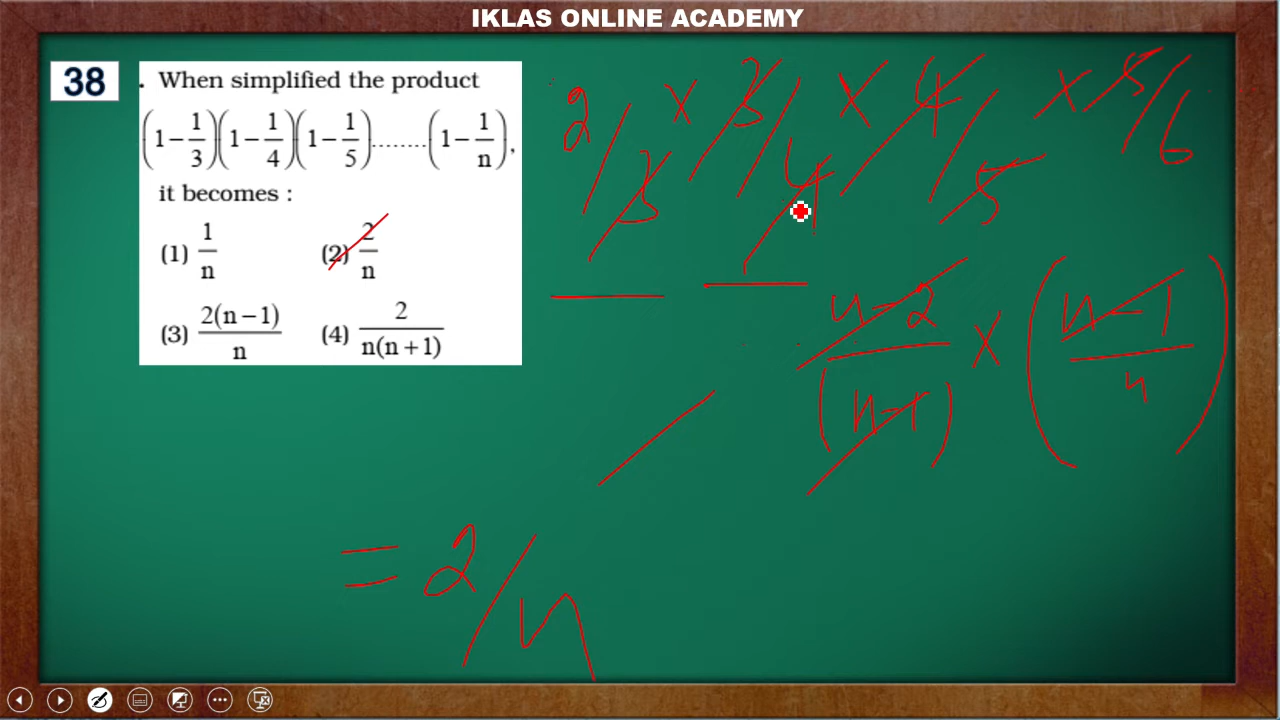 IKLAS ONLINE ACADEMY
38
. When simplified the product
(1 - 1/3)(1 - 1/4)(1 - 1/5)........(1 - 1/n),
it becomes :
(1) 1/n (2) 2/n
(3) 2(n-1)/n (4) 2/n(n+1)
2/3 x 3/4 x 4/5 x 5/6
n-2/(n-1) x (n-1/n)
= 2/n